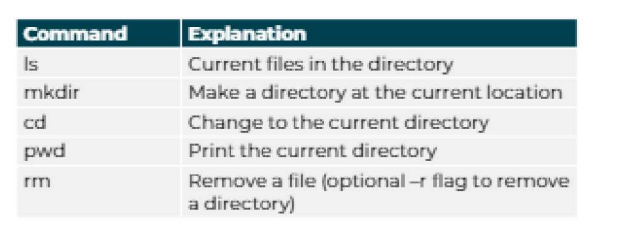 Command Explanation
ls Current files in the directory
mkdir Make a directory at the current location
cd Change to the current directory
pwd Print the current directory
rm Remove a file (optional –r flag to remove
a directory)